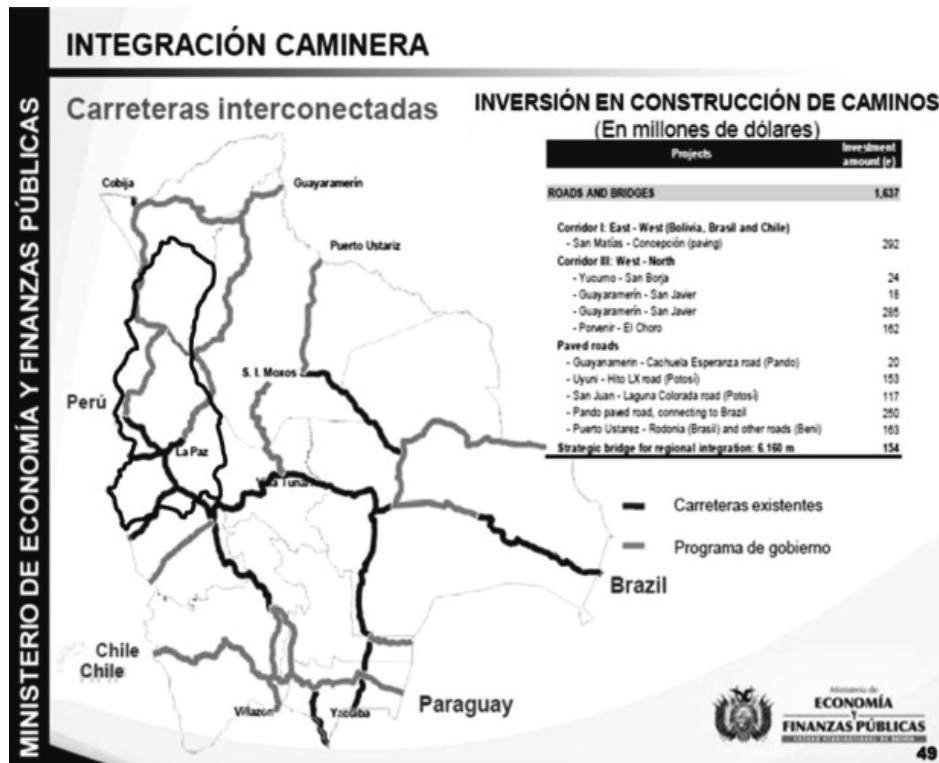 INTEGRACIÓN CAMINERA
MINISTERIO DE ECONOMÍA Y FINANZAS PÚBLICAS
Carreteras interconectadas
Cobija
Guayaramerín
Puerto Ustariz
S. I. Moxos
Perú
La Paz
Villa Tunari
Brazil
Chile
Chile
Paraguay
Villazón
Yacuiba
INVERSIÓN EN CONSTRUCCIÓN DE CAMINOS
(En millones de dólares)
Projects Investment
amount (e)
ROADS AND BRIDGES 1,637
Corridor I: East - West (Bolivia, Brasil and Chile)
- San Matías - Concepción (paving) 292
Corridor III: West - North
- Yucumo - San Borja 24
- Guayaramerín - San Javier 18
- Guayaramerín - San Javier 285
- Porvenir - El Choro 162
Paved roads
- Guayanamerin - Cachuela Esperanza road (Pando) 20
- Uyuni - Hito LX road (Potosí) 153
- San Juan - Laguna Colorada road (Potosí) 117
- Pando paved road, connecting to Brazil 250
- Puerto Ustarez - Rodonia (Brasil) and other roads (Beni) 163
Strategic bridge for regional integration: 6.160 m 154
Carreteras existentes
Programa de gobierno
Ministerio de
ECONOMÍA
Y
FINANZAS PÚBLICAS
49